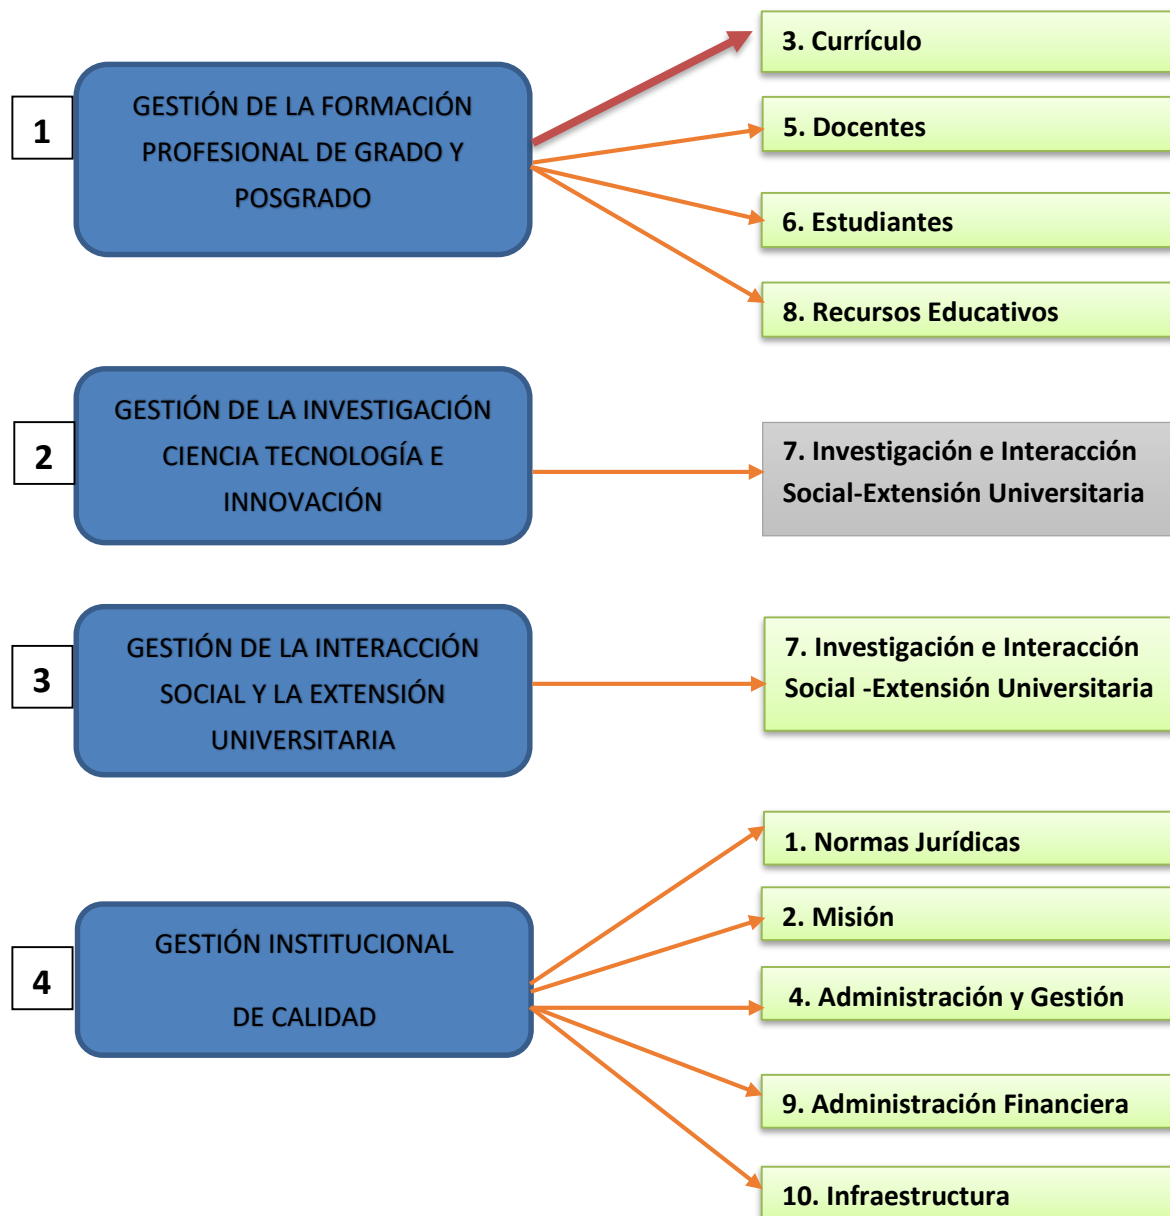 1
GESTIÓN DE LA FORMACIÓN
PROFESIONAL DE GRADO Y
POSGRADO
3. Currículo
5. Docentes
6. Estudiantes
8. Recursos Educativos
2
GESTIÓN DE LA INVESTIGACIÓN
CIENCIA TECNOLOGÍA E
INNOVACIÓN
7. Investigación e Interacción
Social-Extensión Universitaria
3
GESTIÓN DE LA INTERACCIÓN
SOCIAL Y LA EXTENSIÓN
UNIVERSITARIA
7. Investigación e Interacción
Social -Extensión Universitaria
4
GESTIÓN INSTITUCIONAL
DE CALIDAD
1. Normas Jurídicas
2. Misión
4. Administración y Gestión
9. Administración Financiera
10. Infraestructura